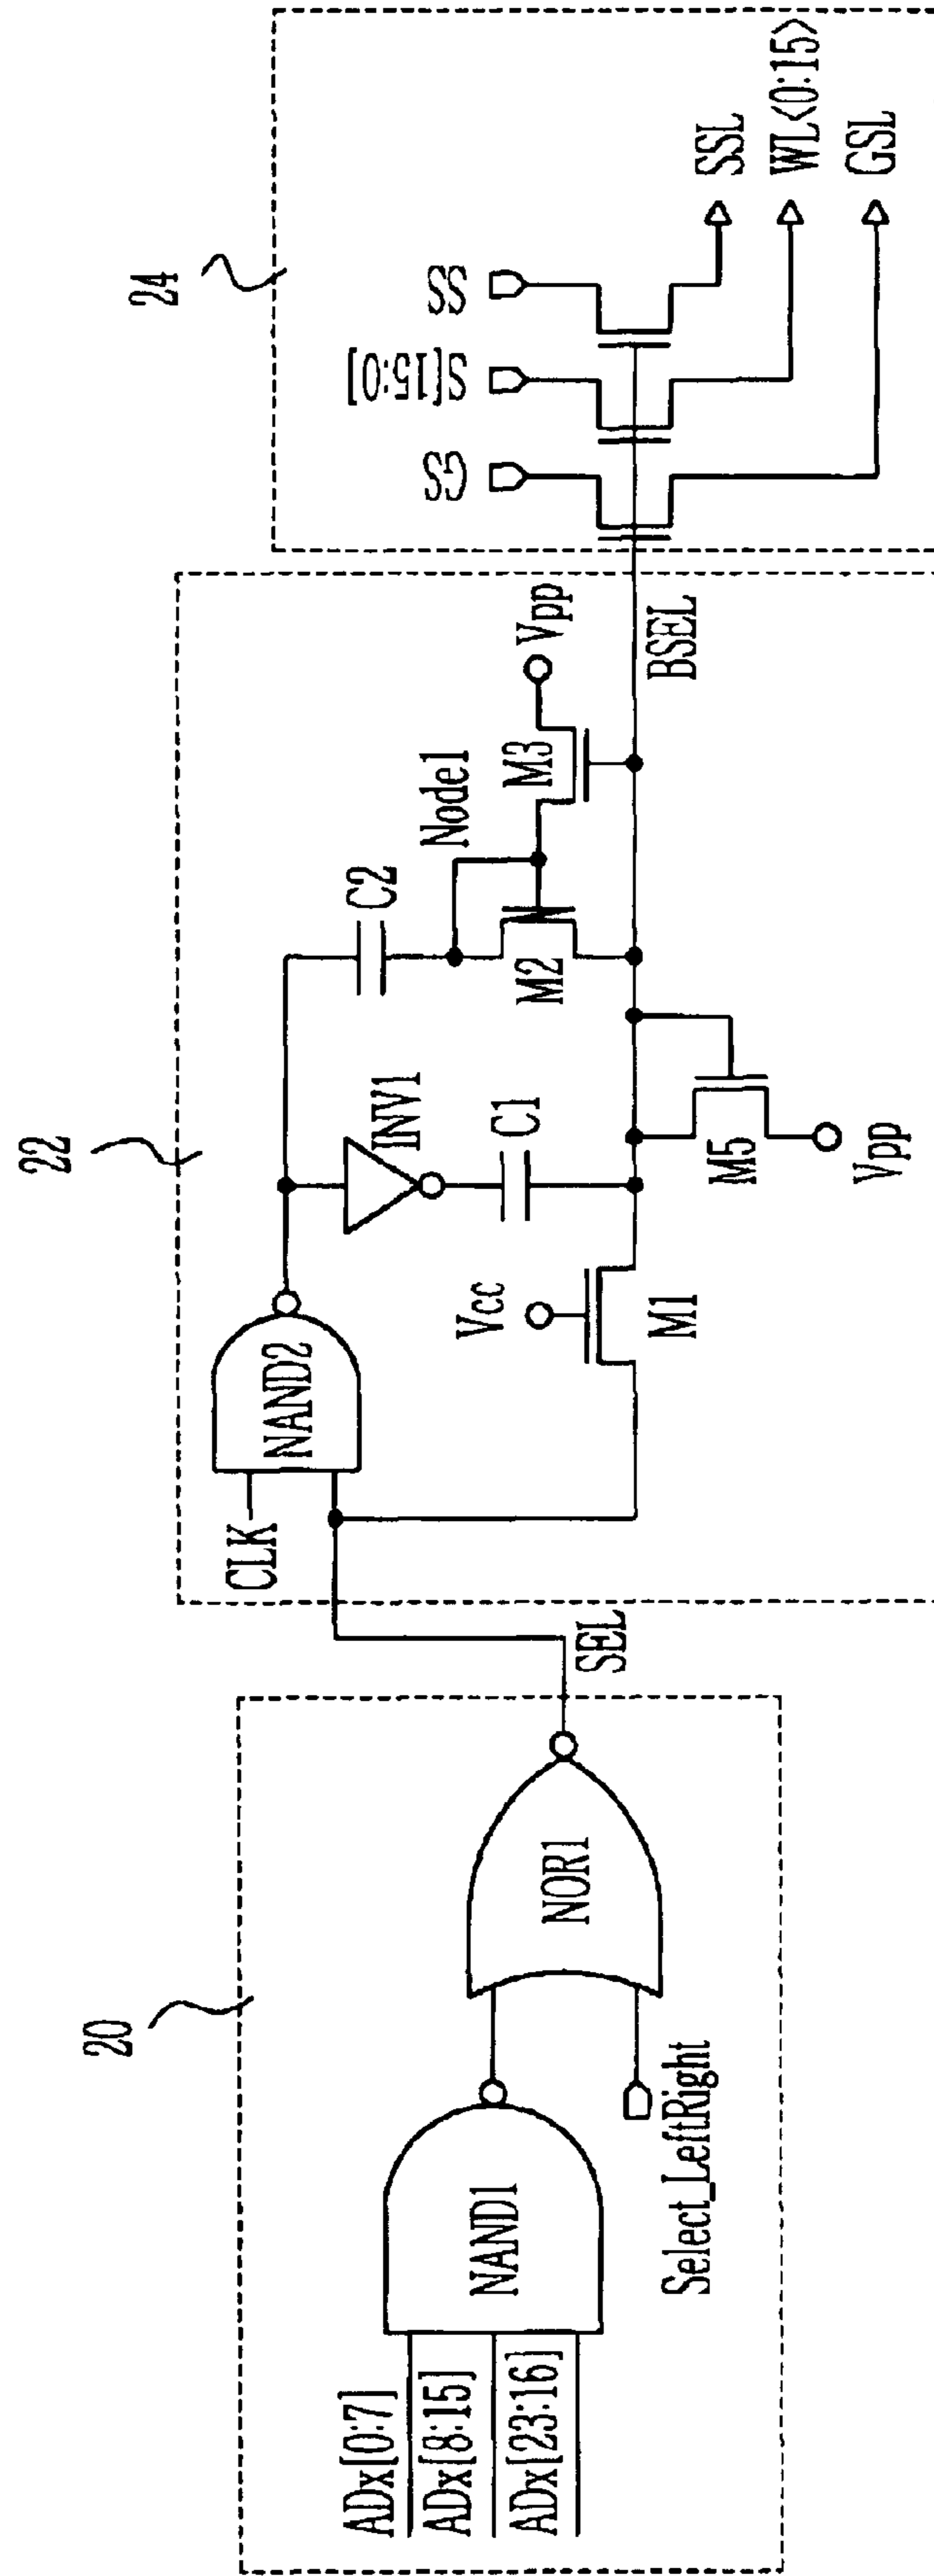 20
ADx[0:7]
ADx[8:15]
ADx[23:16]
NAND1
Select_LeftRight
NOR1
SEL
22
CLK
NAND2
INV1
C1
C2
Vcc
M1
M2
M5
Vpp
Node1
M3
Vpp
BSEL
24
GS
S[15:0]
SS
SSL
WL<0:15>
GSL